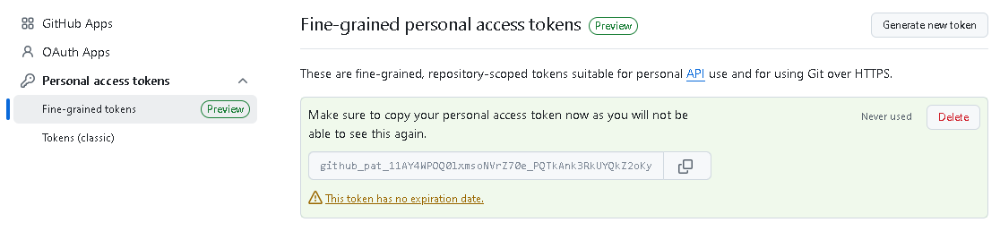 GitHub Apps
OAuth Apps
Personal access tokens
Fine-grained tokens Preview
Tokens (classic)
Fine-grained personal access tokens Preview
Generate new token
These are fine-grained, repository-scoped tokens suitable for personal API use and for using Git over HTTPS.
Make sure to copy your personal access token now as you will not be
able to see this again.
Never used
Delete
github_pat_11AY4WPOQ0lxmsoNVrZ70e_PQTkAnk3RkUYQkZ2oKy
This token has no expiration date.